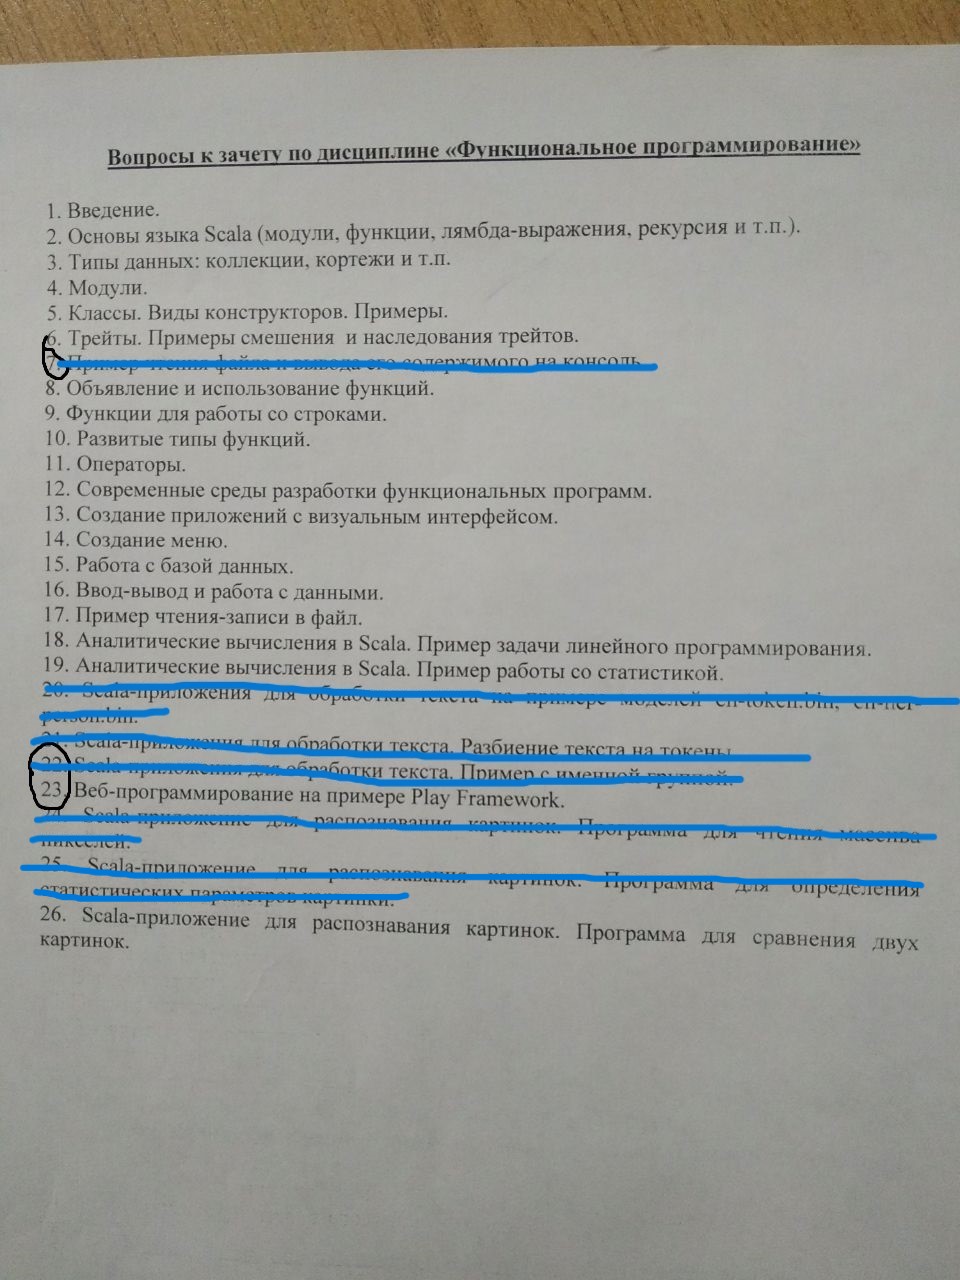 Вопросы к зачету по дисциплине «Функциональное программирование»
1. Введение.
2. Основы языка Scala (модули, функции, лямбда-выражения, рекурсия и т.п.).
3. Типы данных: коллекции, кортежи и т.п.
4. Модули.
5. Классы. Виды конструкторов. Примеры.
6. Трейты. Примеры смешения и наследования трейтов.
7. Пример чтения файла и вывода его содержимого на консоль.
8. Объявление и использование функций.
9. Функции для работы со строками.
10. Развитые типы функций.
11. Операторы.
12. Современные среды разработки функциональных программ.
13. Создание приложений с визуальным интерфейсом.
14. Создание меню.
15. Работа с базой данных.
16. Ввод-вывод и работа с данными.
17. Пример чтения-записи в файл.
18. Аналитические вычисления в Scala. Пример задачи линейного программирования.
19. Аналитические вычисления в Scala. Пример работы со статистикой.
20. Scala-приложения для обработки текста на примере моделей en-token.bin, en-ner-
person.bin.
21. Scala-приложения для обработки текста. Разбиение текста на токены.
22. Scala-приложения для обработки текста. Пример с именной группой.
23. Веб-программирование на примере Play Framework.
24. Scala-приложение для распознавания картинок. Программа для чтения массива
пикселей.
25. Scala-приложение для распознавания картинок. Программа для определения
статистических параметров картинки.
26. Scala-приложение для распознавания картинок. Программа для сравнения двух
картинок.